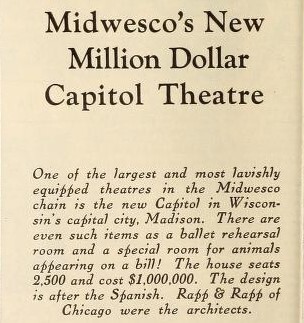 Midwesco's New
Million Dollar
Capitol Theatre
One of the largest and most lavishly
equipped theatres in the Midwesco
chain is the new Capitol in Wiscon-
sin's capital city, Madison. There are
even such items as a ballet rehearsal
room and a special room for animals
appearing on a bill! The house seats
2,500 and cost $1,000,000. The design
is after the Spanish. Rapp & Rapp of
Chicago were the architects.